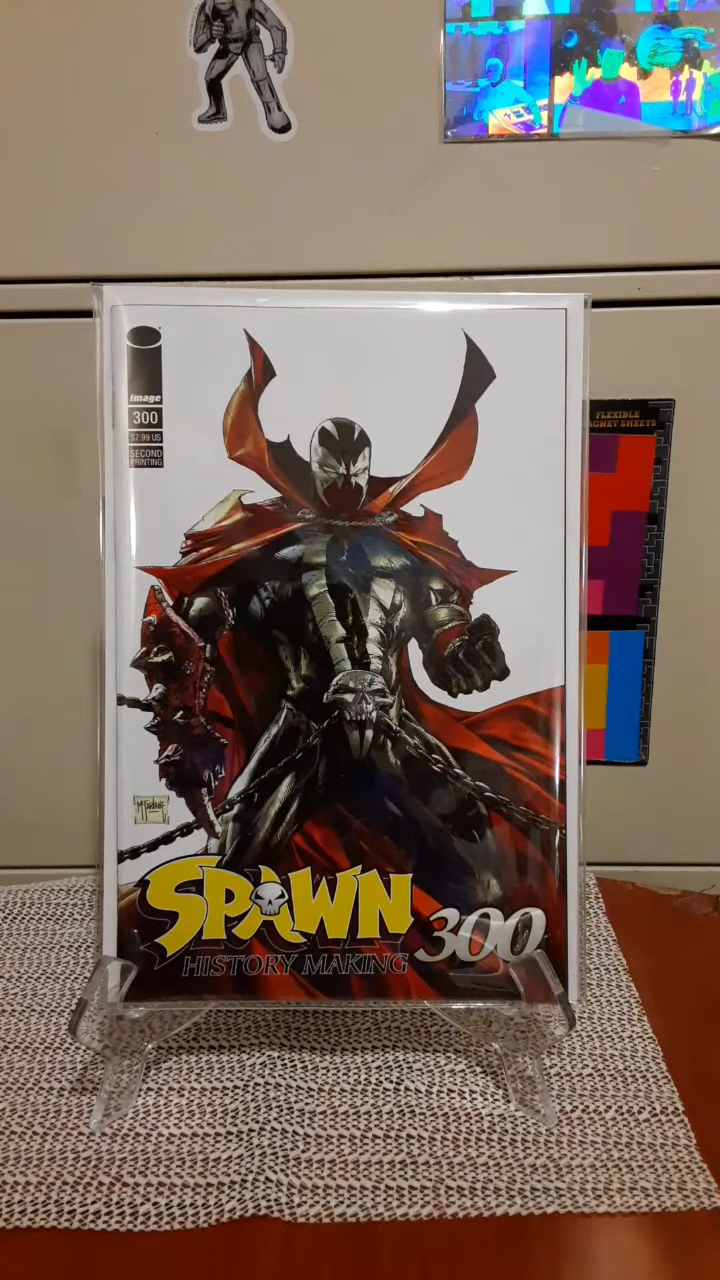 FLEXIBLE
MAGNET SHEETS
image
300
$7.99 US
SECOND
PRINTING
McFARLANE
SPAWN
300
HISTORY MAKING